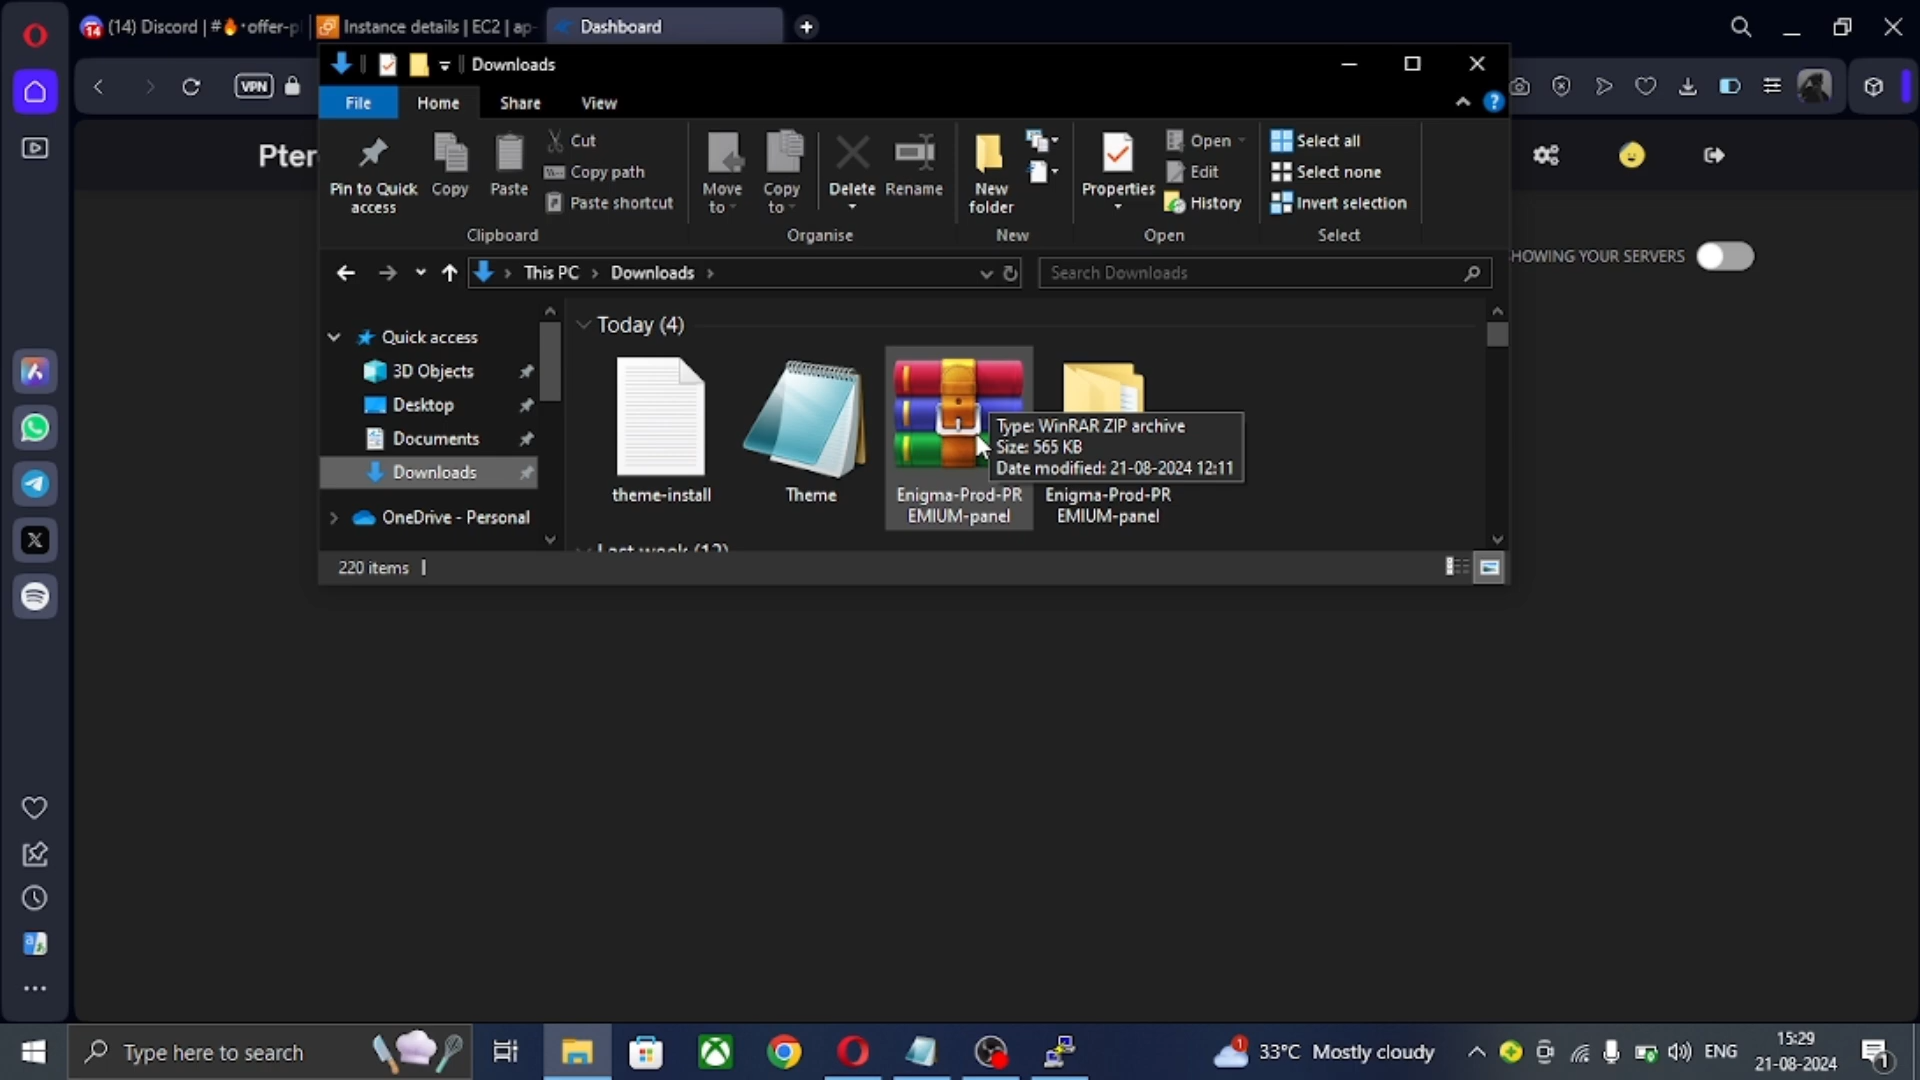 (14) Discord | #🔥·offer-p
Instance details | EC2 | ap-
Dashboard
VPN
Downloads
File
Home
Share
View
Pin to Quick
access
Copy
Paste
Cut
Copy path
Paste shortcut
Clipboard
Move
to
Copy
to
Delete
Rename
Organise
New
folder
New
Properties
Open
Edit
History
Open
Select all
Select none
Invert selection
Select
This PC
Downloads
Search Downloads
Pter
HOWING YOUR SERVERS
Quick access
3D Objects
Desktop
Documents
Downloads
OneDrive - Personal
Today (4)
theme-install
Theme
Enigma-Prod-PR
EMIUM-panel
Enigma-Prod-PR
EMIUM-panel
Type: WinRAR ZIP archive
Size: 565 KB
Date modified: 21-08-2024 12:11
Last week (12)
220 items
Type here to search
1
33°C Mostly cloudy
ENG
15:29
21-08-2024
1